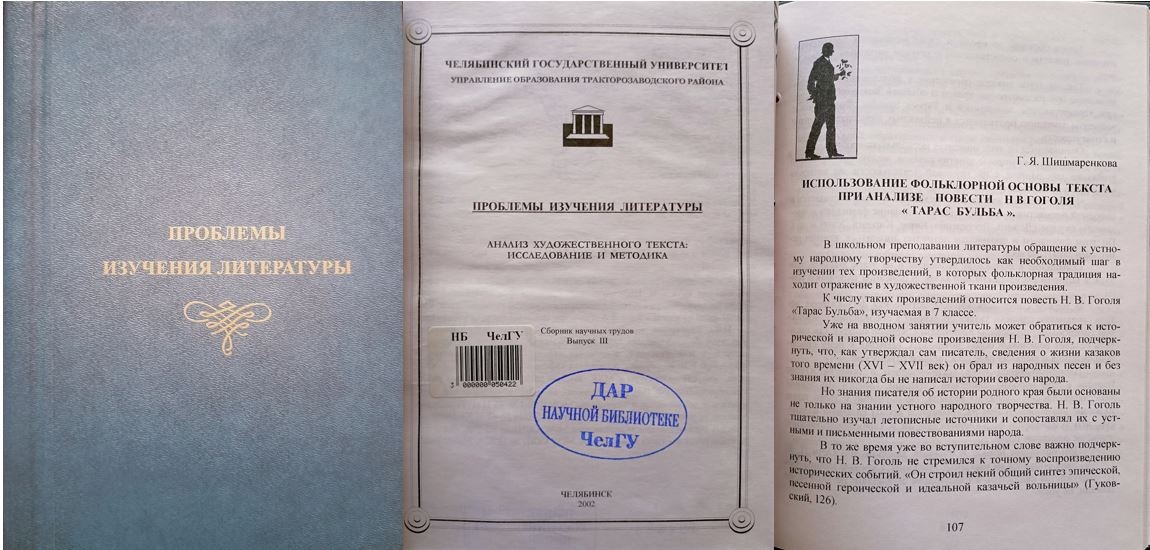 ПРОБЛЕМЫ
ИЗУЧЕНИЯ ЛИТЕРАТУРЫ
ЧЕЛЯБИНСКИЙ ГОСУДАРСТВЕННЫЙ УНИВЕРСИТЕТ
УПРАВЛЕНИЕ ОБРАЗОВАНИЯ ТРАКТОРОЗАВОДСКОГО РАЙОНА
ПРОБЛЕМЫ ИЗУЧЕНИЯ ЛИТЕРАТУРЫ
АНАЛИЗ ХУДОЖЕСТВЕННОГО ТЕКСТА:
ИССЛЕДОВАНИЕ И МЕТОДИКА
Сборник научных трудов
Выпуск III
НБ ЧелГУ
3 000000 050422
ДАР
НАУЧНОЙ БИБЛИОТЕКЕ
ЧелГУ
ЧЕЛЯБИНСК
2002
Г. Я. Шишмаренкова
ИСПОЛЬЗОВАНИЕ ФОЛЬКЛОРНОЙ ОСНОВЫ ТЕКСТА
ПРИ АНАЛИЗЕ ПОВЕСТИ Н В ГОГОЛЯ
« ТАРАС БУЛЬБА ».
В школьном преподавании литературы обращение к устно-
му народному творчеству утвердилось как необходимый шаг в
изучении тех произведений, в которых фольклорная традиция на-
ходит отражение в художественной ткани произведения.
К числу таких произведений относится повесть Н. В. Гоголя
«Тарас Бульба», изучаемая в 7 классе.
Уже на вводном занятии учитель может обратиться к исто-
рической и народной основе произведения Н. В. Гоголя, подчерк-
нуть, что, как утверждал сам писатель, сведения о жизни казаков
того времени (XVI – XVII век) он брал из народных песен и без
знания их никогда бы не написал истории своего народа.
Но знания писателя об истории родного края были основаны
не только на знании устного народного творчества. Н. В. Гоголь
тщательно изучал летописные источники и сопоставлял их с уст-
ными и письменными повествованиями народа.
В то же время уже во вступительном слове важно подчерк-
нуть, что Н. В. Гоголь не стремился к точному воспроизведению
исторических событий. «Он строил некий общий синтез эпической,
песенной героической и идеальной казачьей вольницы» (Гуков-
ский, 126).
107